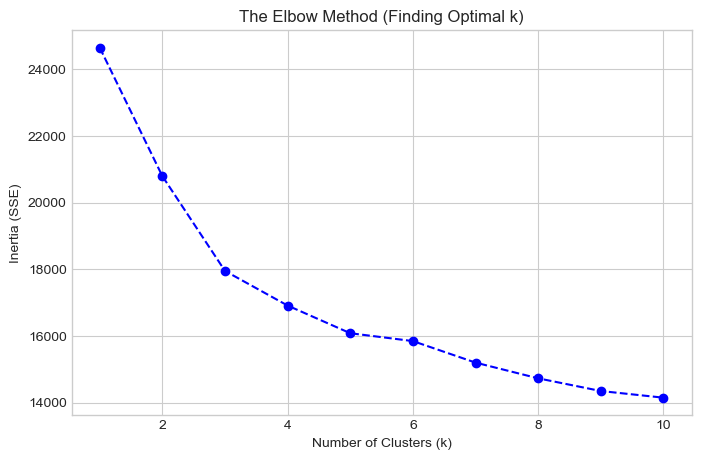 The Elbow Method (Finding Optimal k)
24000
22000
20000
18000
16000
14000
Inertia (SSE)
2 4 6 8 10
Number of Clusters (k)